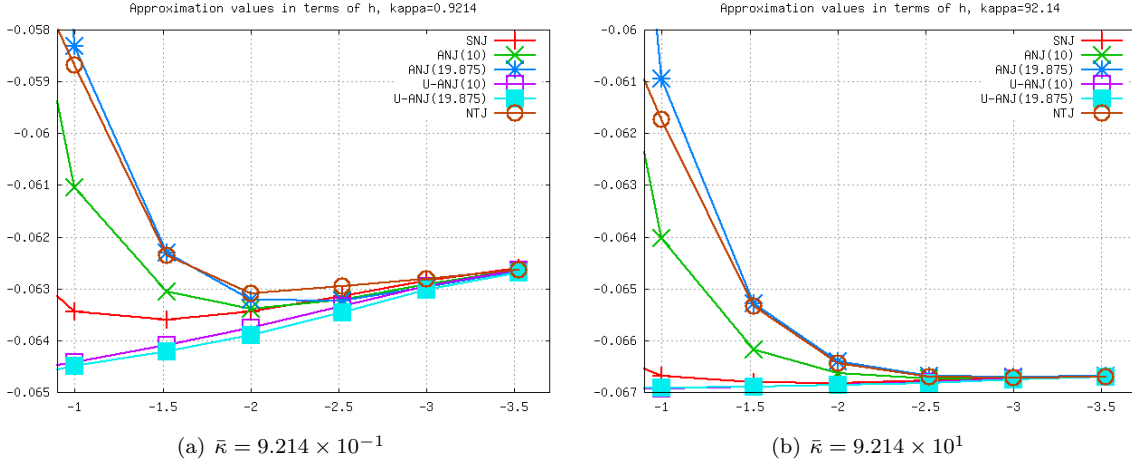 Approximation values in terms of h, kappa=0.9214
-0.058
-0.059
-0.06
-0.061
-0.062
-0.063
-0.064
-0.065
-1
-1.5
-2
-2.5
-3
-3.5
SNJ
ANJ(10)
ANJ(19.875)
U-ANJ(10)
U-ANJ(19.875)
NTJ
(a) κ̄ = 9.214 × 10⁻¹
Approximation values in terms of h, kappa=92.14
-0.06
-0.061
-0.062
-0.063
-0.064
-0.065
-0.066
-0.067
-1
-1.5
-2
-2.5
-3
-3.5
SNJ
ANJ(10)
ANJ(19.875)
U-ANJ(10)
U-ANJ(19.875)
NTJ
(b) κ̄ = 9.214 × 10¹